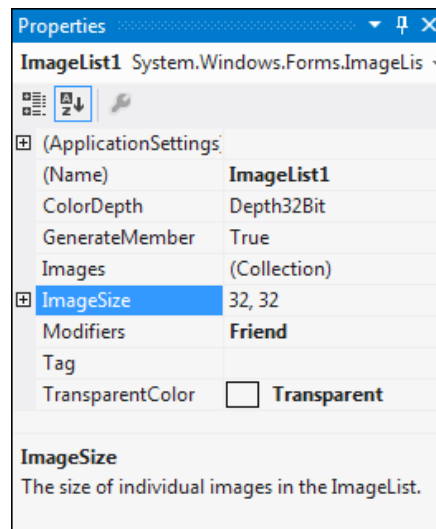 Properties
ImageList1 System.Windows.Forms.ImageLis
(ApplicationSettings)
(Name) ImageList1
ColorDepth Depth32Bit
GenerateMember True
Images (Collection)
ImageSize 32, 32
Modifiers Friend
Tag
TransparentColor Transparent
ImageSize
The size of individual images in the ImageList.